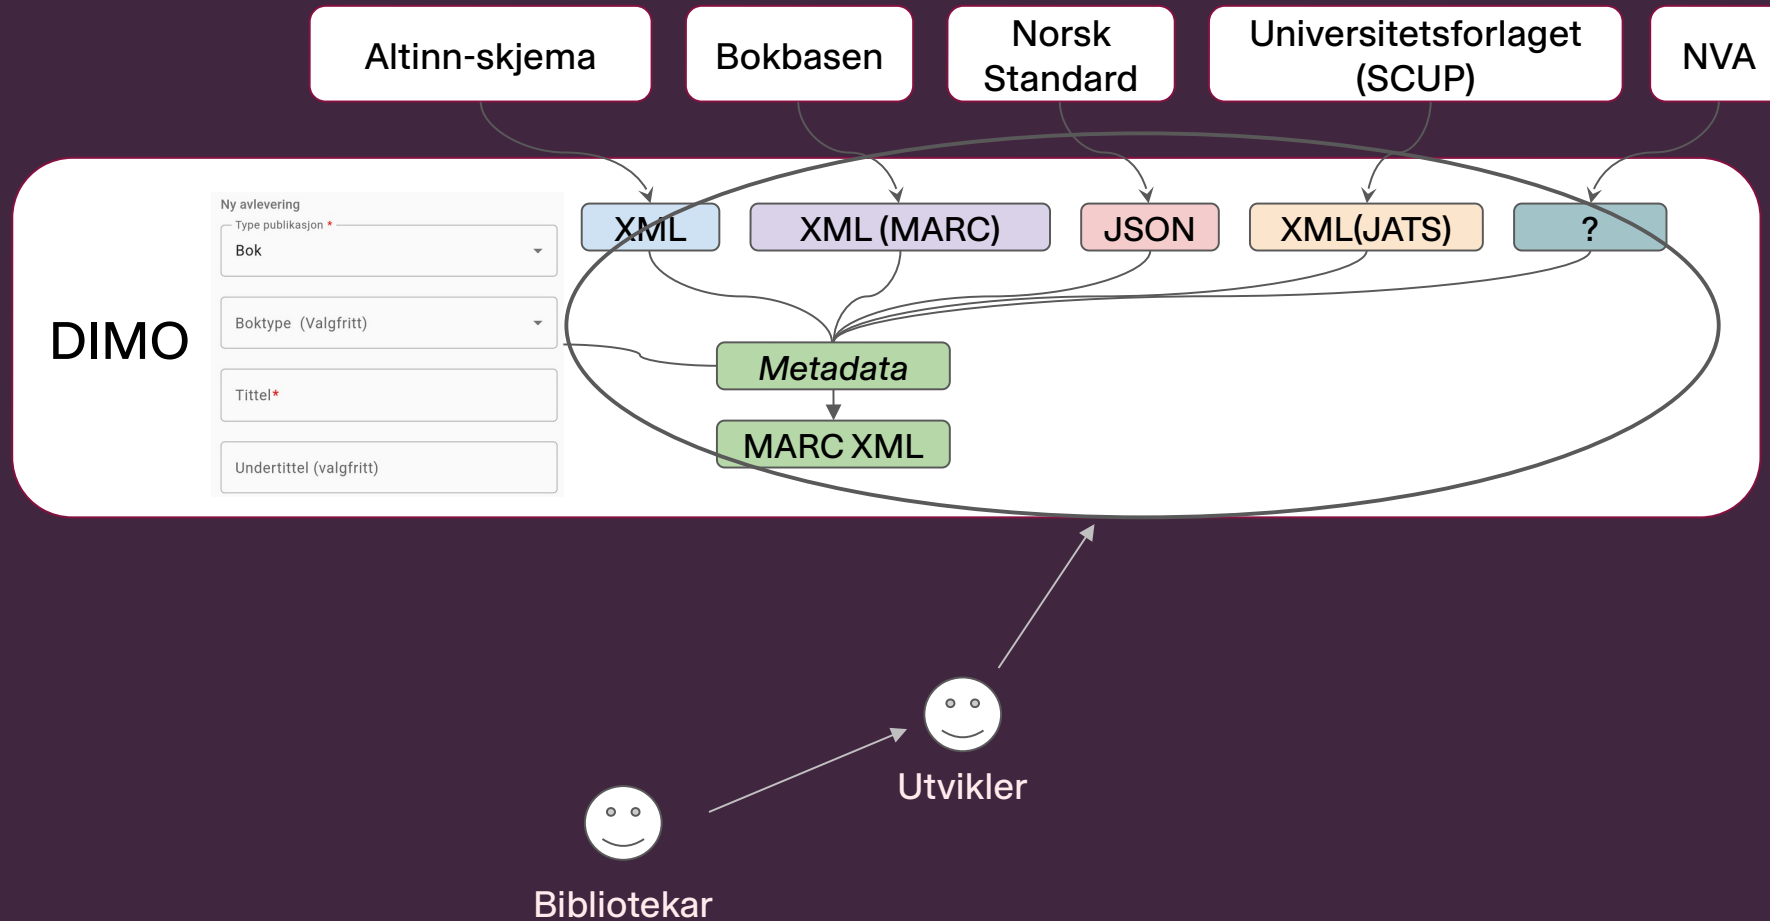 Altinn-skjema
Bokbasen
Norsk
Standard
Universitetsforlaget
(SCUP)
NVA
DIMO
Ny avlevering
Type publikasjon *
Bok
Boktype (Valgfritt)
Tittel*
Undertittel (valgfritt)
XML
XML (MARC)
JSON
XML(JATS)
?
Metadata
MARC XML
Utvikler
Bibliotekar